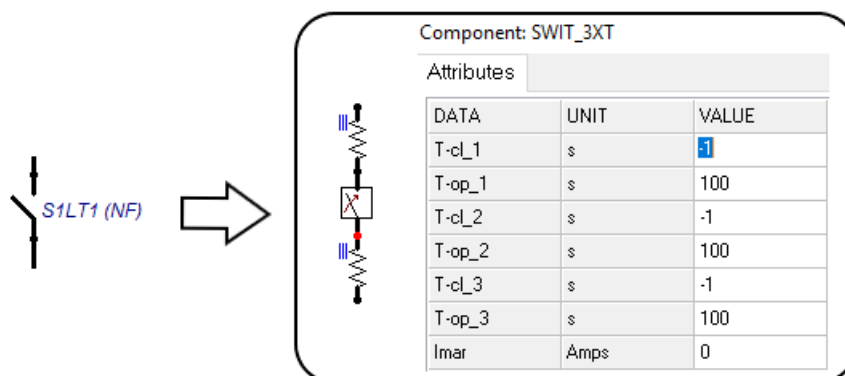 Component: SWIT_3XT
Attributes
DATA UNIT VALUE
T-cl_1 s -1
T-op_1 s 100
T-cl_2 s -1
T-op_2 s 100
T-cl_3 s -1
T-op_3 s 100
Imar Amps 0
S1LT1 (NF)